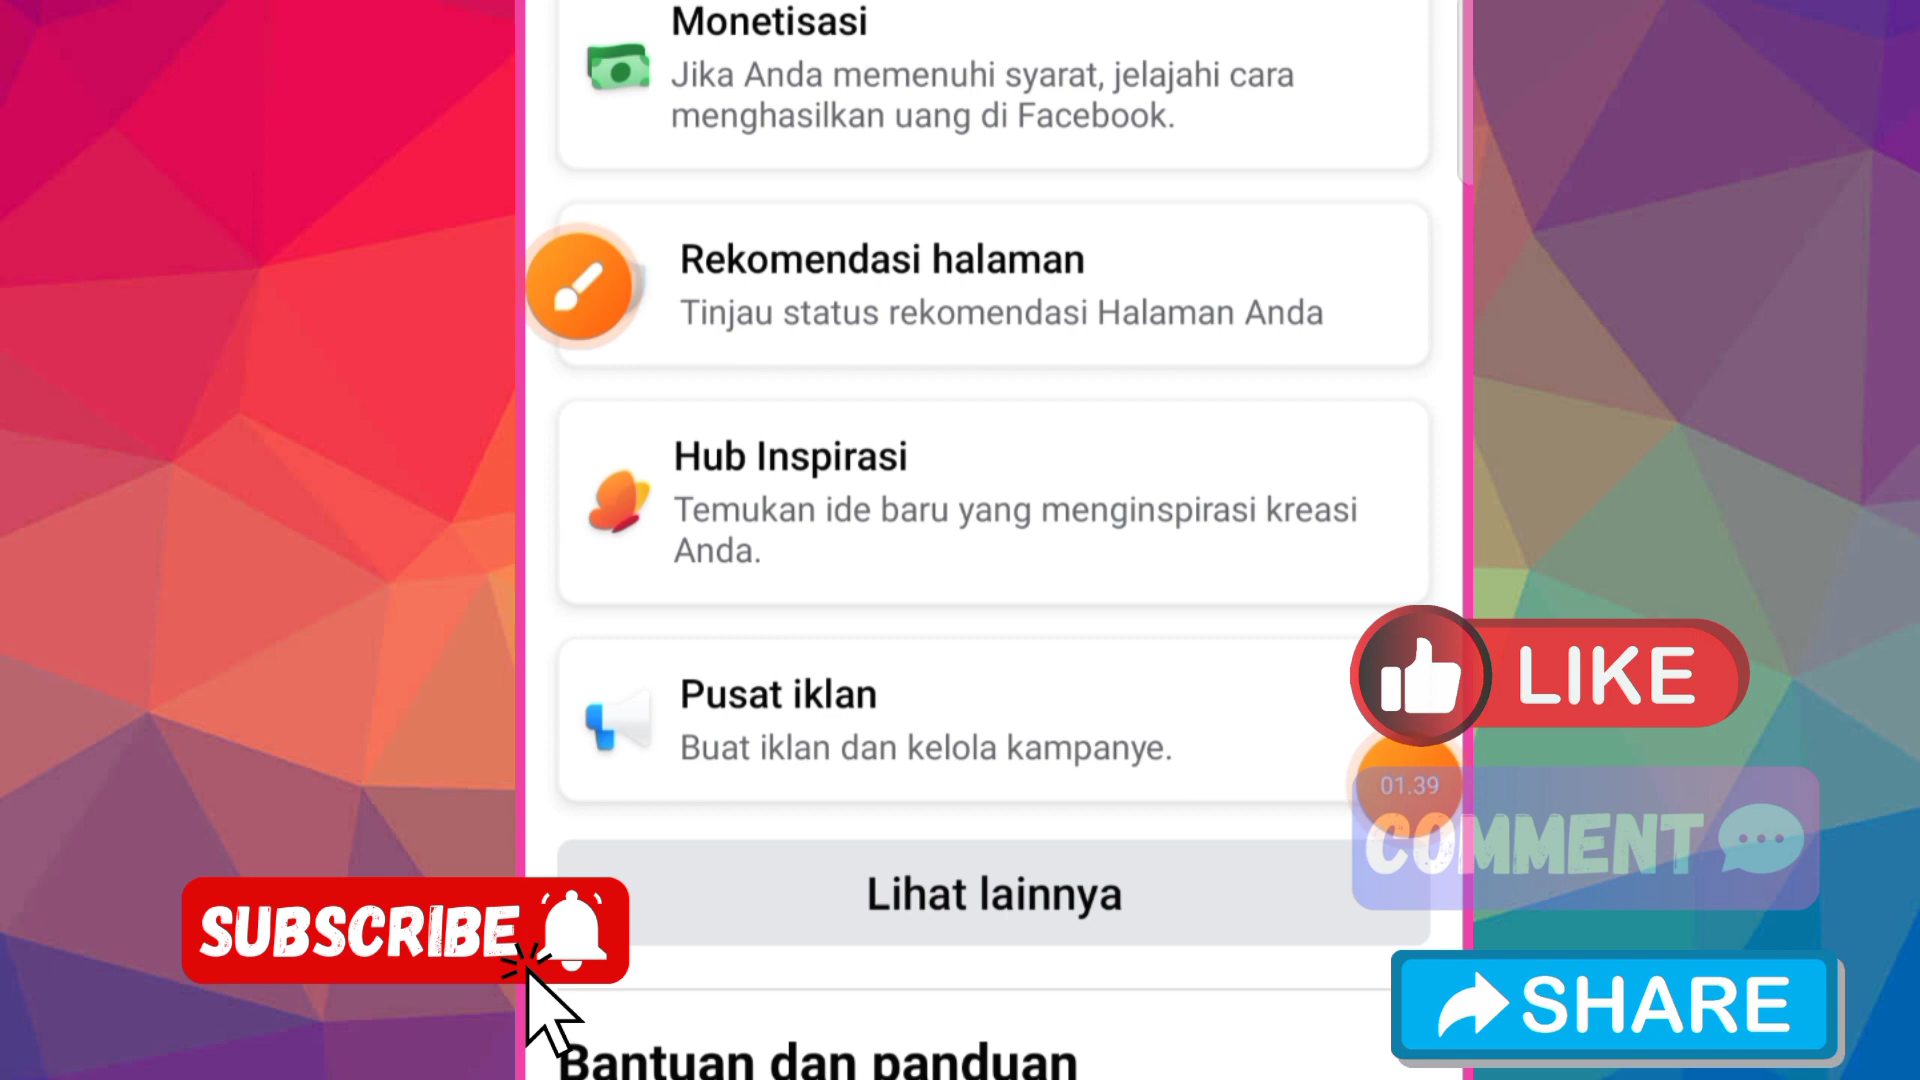 Monetisasi
Jika Anda memenuhi syarat, jelajahi cara
menghasilkan uang di Facebook.
Rekomendasi halaman
Tinjau status rekomendasi Halaman Anda
Hub Inspirasi
Temukan ide baru yang menginspirasi kreasi
Anda.
Pusat iklan
Buat iklan dan kelola kampanye.
LIKE
01.39
COMMENT
Lihat lainnya
SUBSCRIBE
SHARE
Bantuan dan panduan